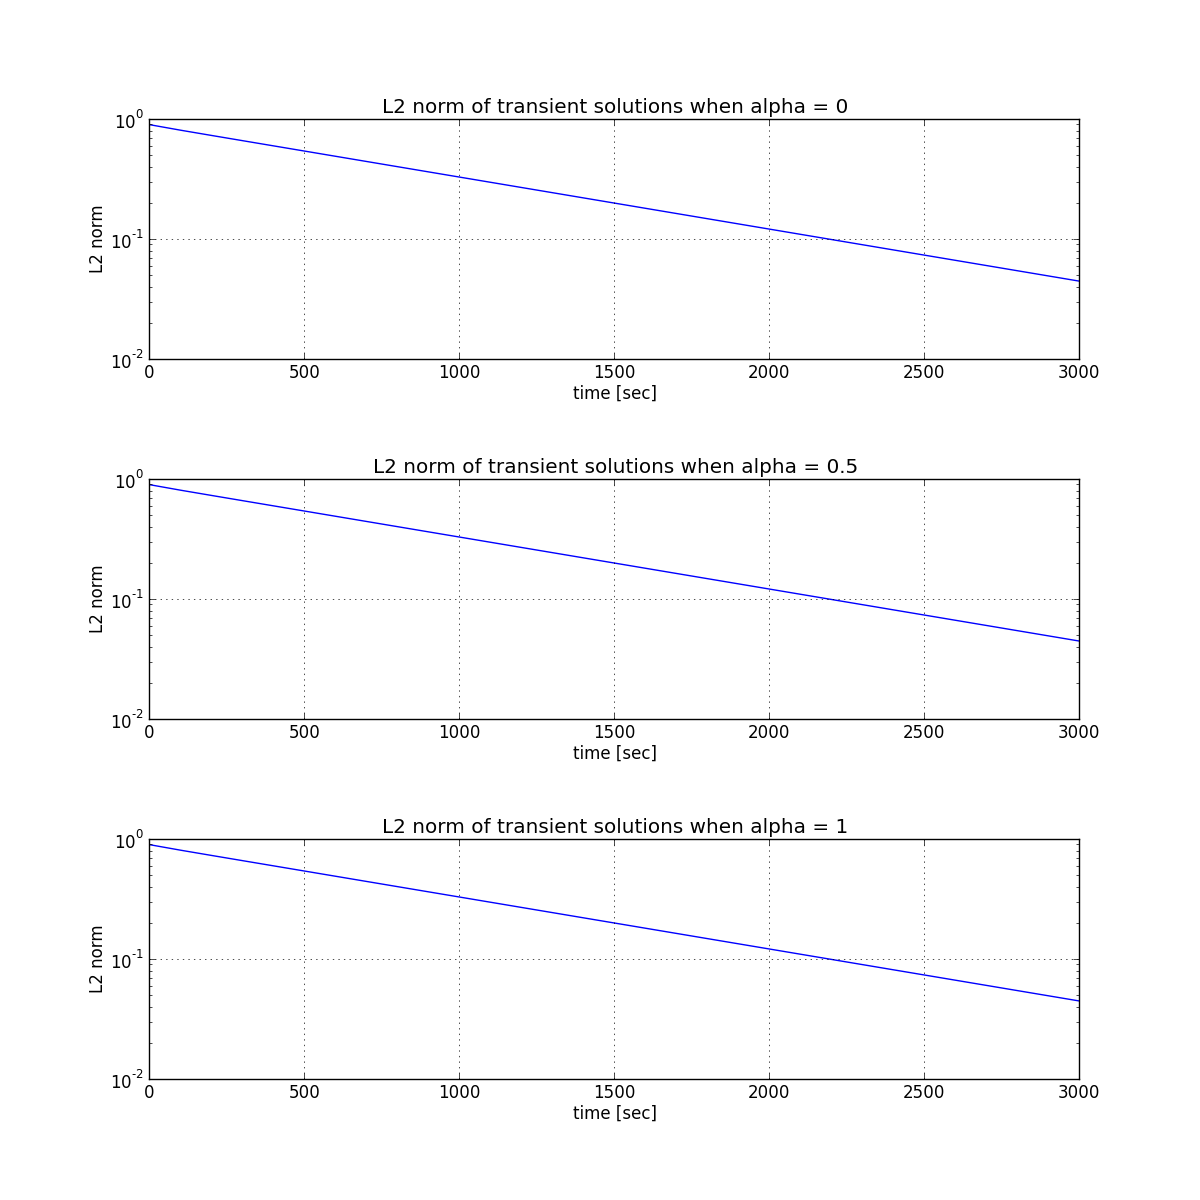 L2 norm of transient solutions when alpha = 0
10^0
10^-1
10^-2
L2 norm
0 500 1000 1500 2000 2500 3000
time [sec]
L2 norm of transient solutions when alpha = 0.5
10^0
10^-1
10^-2
L2 norm
0 500 1000 1500 2000 2500 3000
time [sec]
L2 norm of transient solutions when alpha = 1
10^0
10^-1
10^-2
L2 norm
0 500 1000 1500 2000 2500 3000
time [sec]